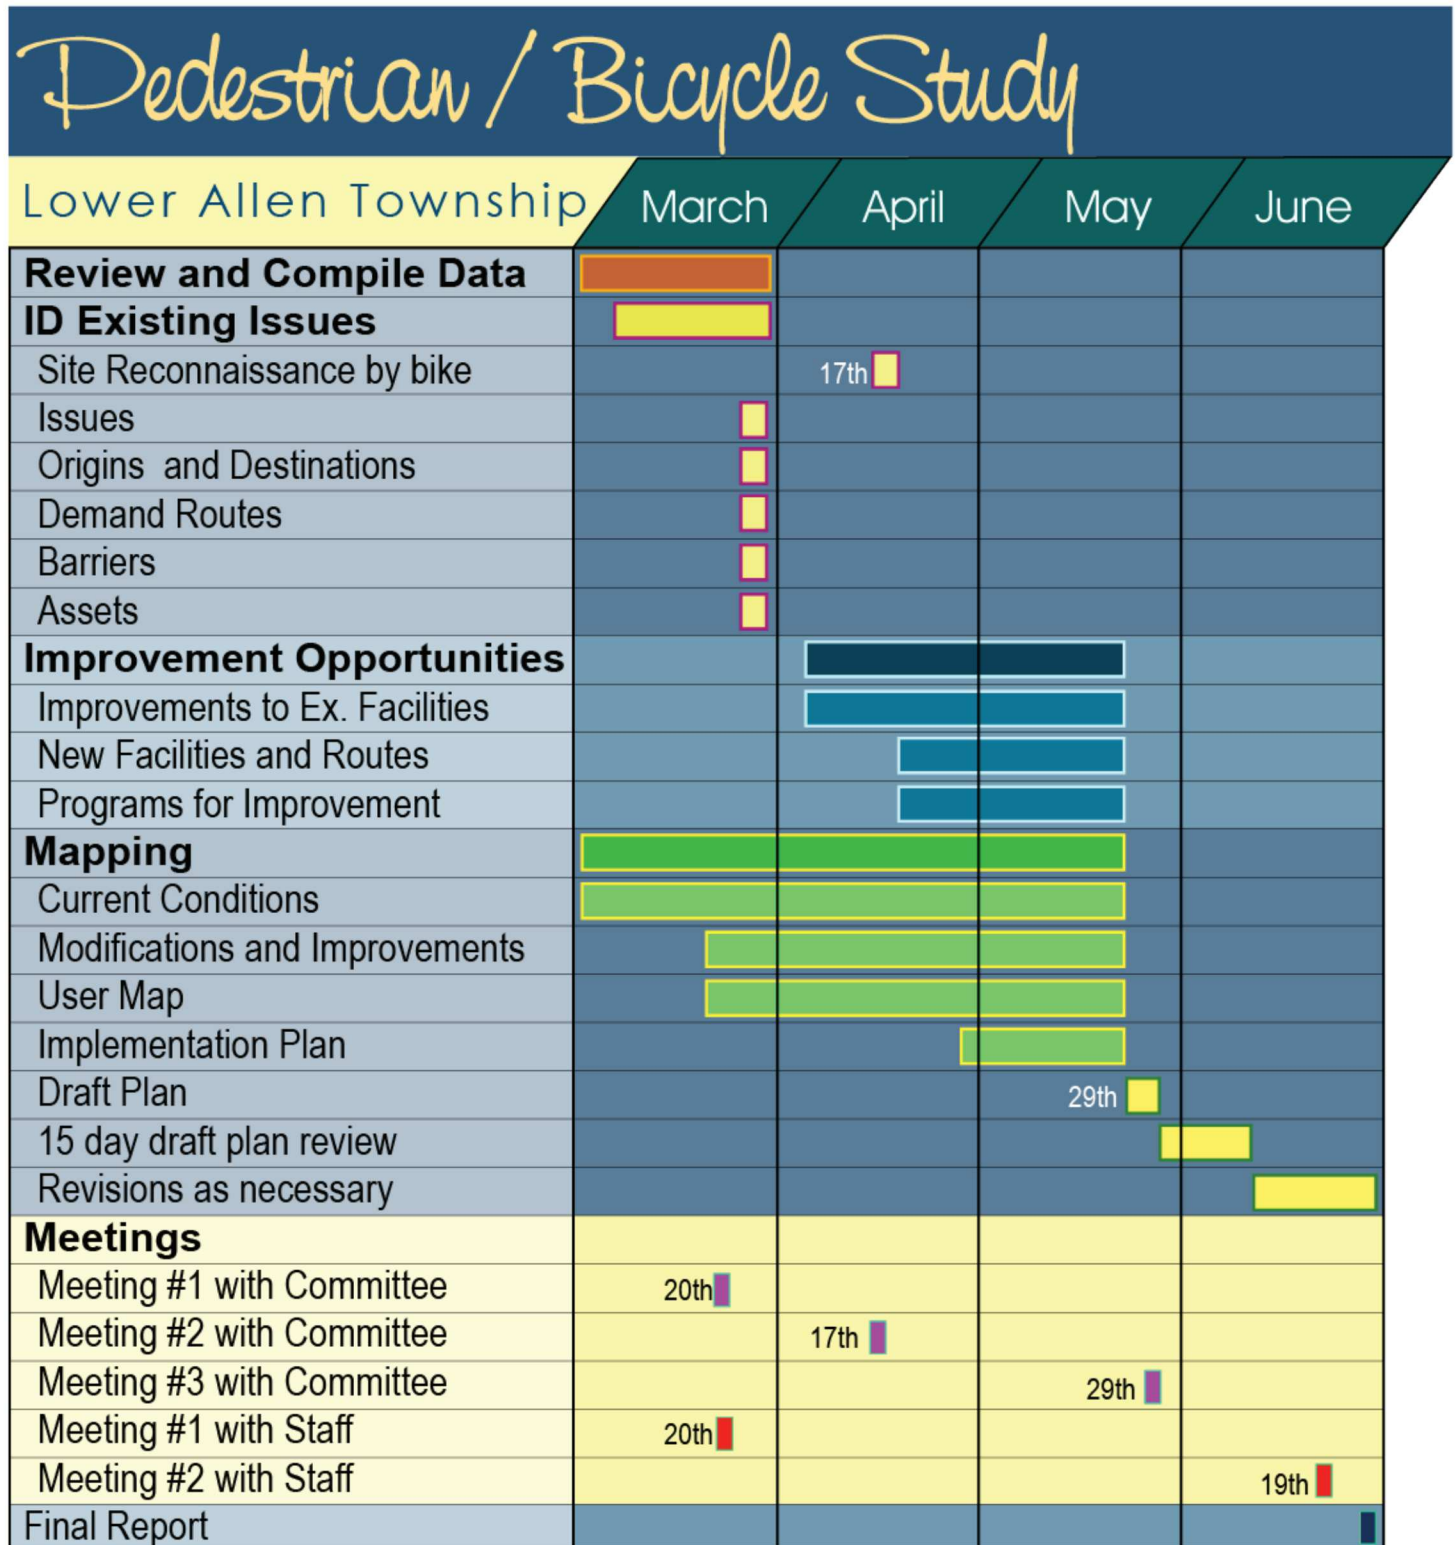 Pedestrian / Bicycle Study
Lower Allen Township March April May June
Review and Compile Data
ID Existing Issues
Site Reconnaissance by bike 17th
Issues
Origins and Destinations
Demand Routes
Barriers
Assets
Improvement Opportunities
Improvements to Ex. Facilities
New Facilities and Routes
Programs for Improvement
Mapping
Current Conditions
Modifications and Improvements
User Map
Implementation Plan
Draft Plan 29th
15 day draft plan review
Revisions as necessary
Meetings
Meeting #1 with Committee 20th
Meeting #2 with Committee 17th
Meeting #3 with Committee 29th
Meeting #1 with Staff 20th
Meeting #2 with Staff 19th
Final Report